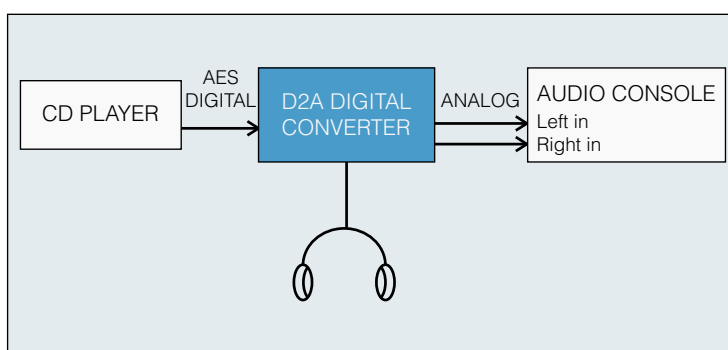 CD PLAYER
AES
DIGITAL
D2A DIGITAL
CONVERTER
ANALOG
AUDIO CONSOLE
Left in
Right in